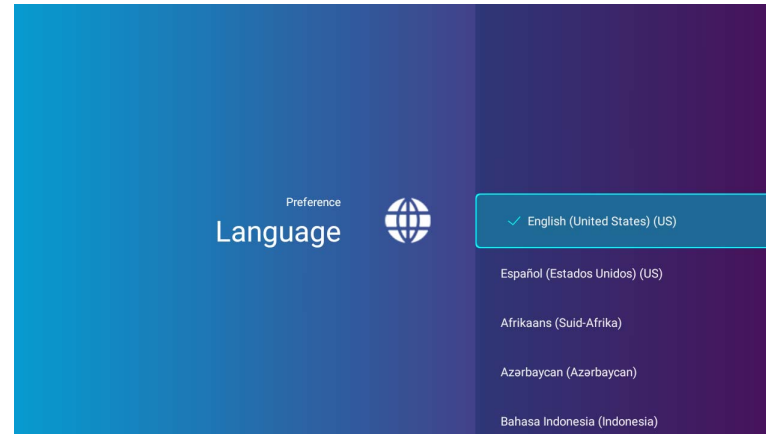 Preference
Language
English (United States) (US)
Español (Estados Unidos) (US)
Afrikaans (Suid-Afrika)
Azərbaycan (Azərbaycan)
Bahasa Indonesia (Indonesia)